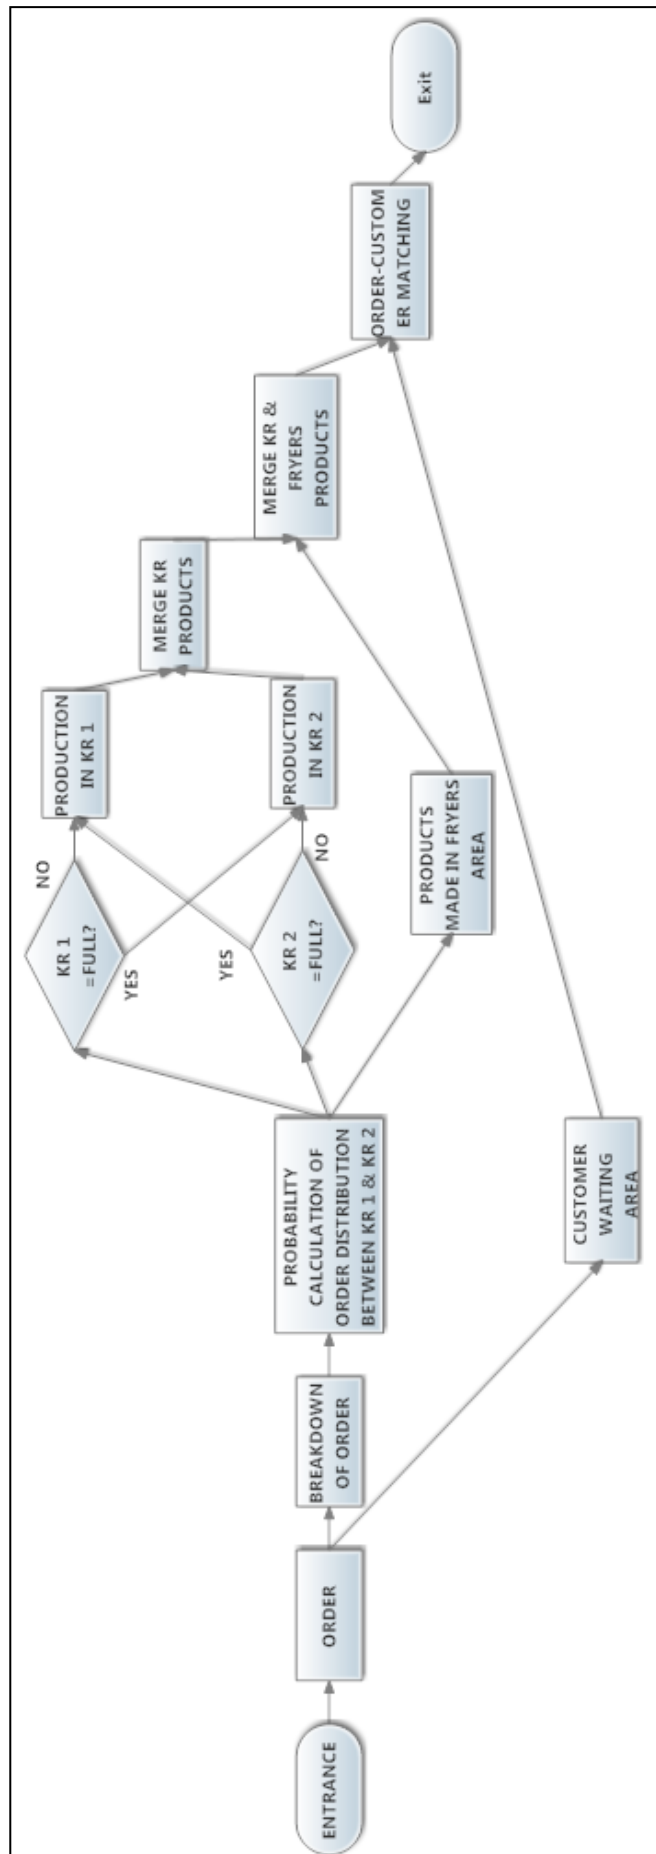 ENTRANCE
ORDER
BREAKDOWN
OF ORDER
PROBABILITY
CALCULATION OF
ORDER DISTRIBUTION
BETWEEN KR 1 & KR 2
CUSTOMER
WAITING
AREA
KR 1
=FULL?
NO
YES
KR 2
=FULL?
YES
NO
PRODUCTS
MADE IN FRYERS
AREA
PRODUCTION
IN KR 1
PRODUCTION
IN KR 2
MERGE KR
PRODUCTS
MERGE KR &
FRYERS
PRODUCTS
ORDER-CUSTOM
ER MATCHING
Exit